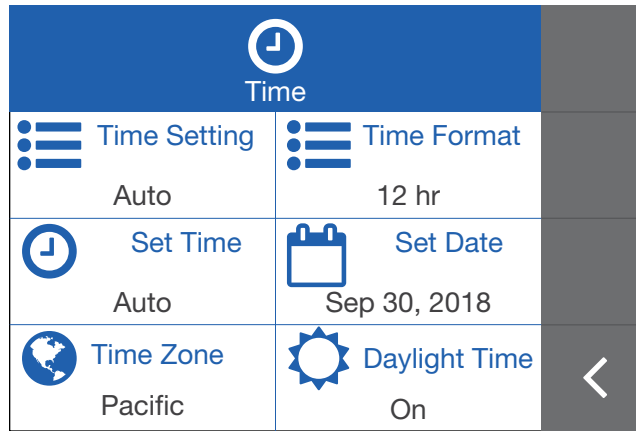 Time
Time Setting
Auto
Time Format
12 hr
Set Time
Auto
Set Date
Sep 30, 2018
Time Zone
Pacific
Daylight Time
On